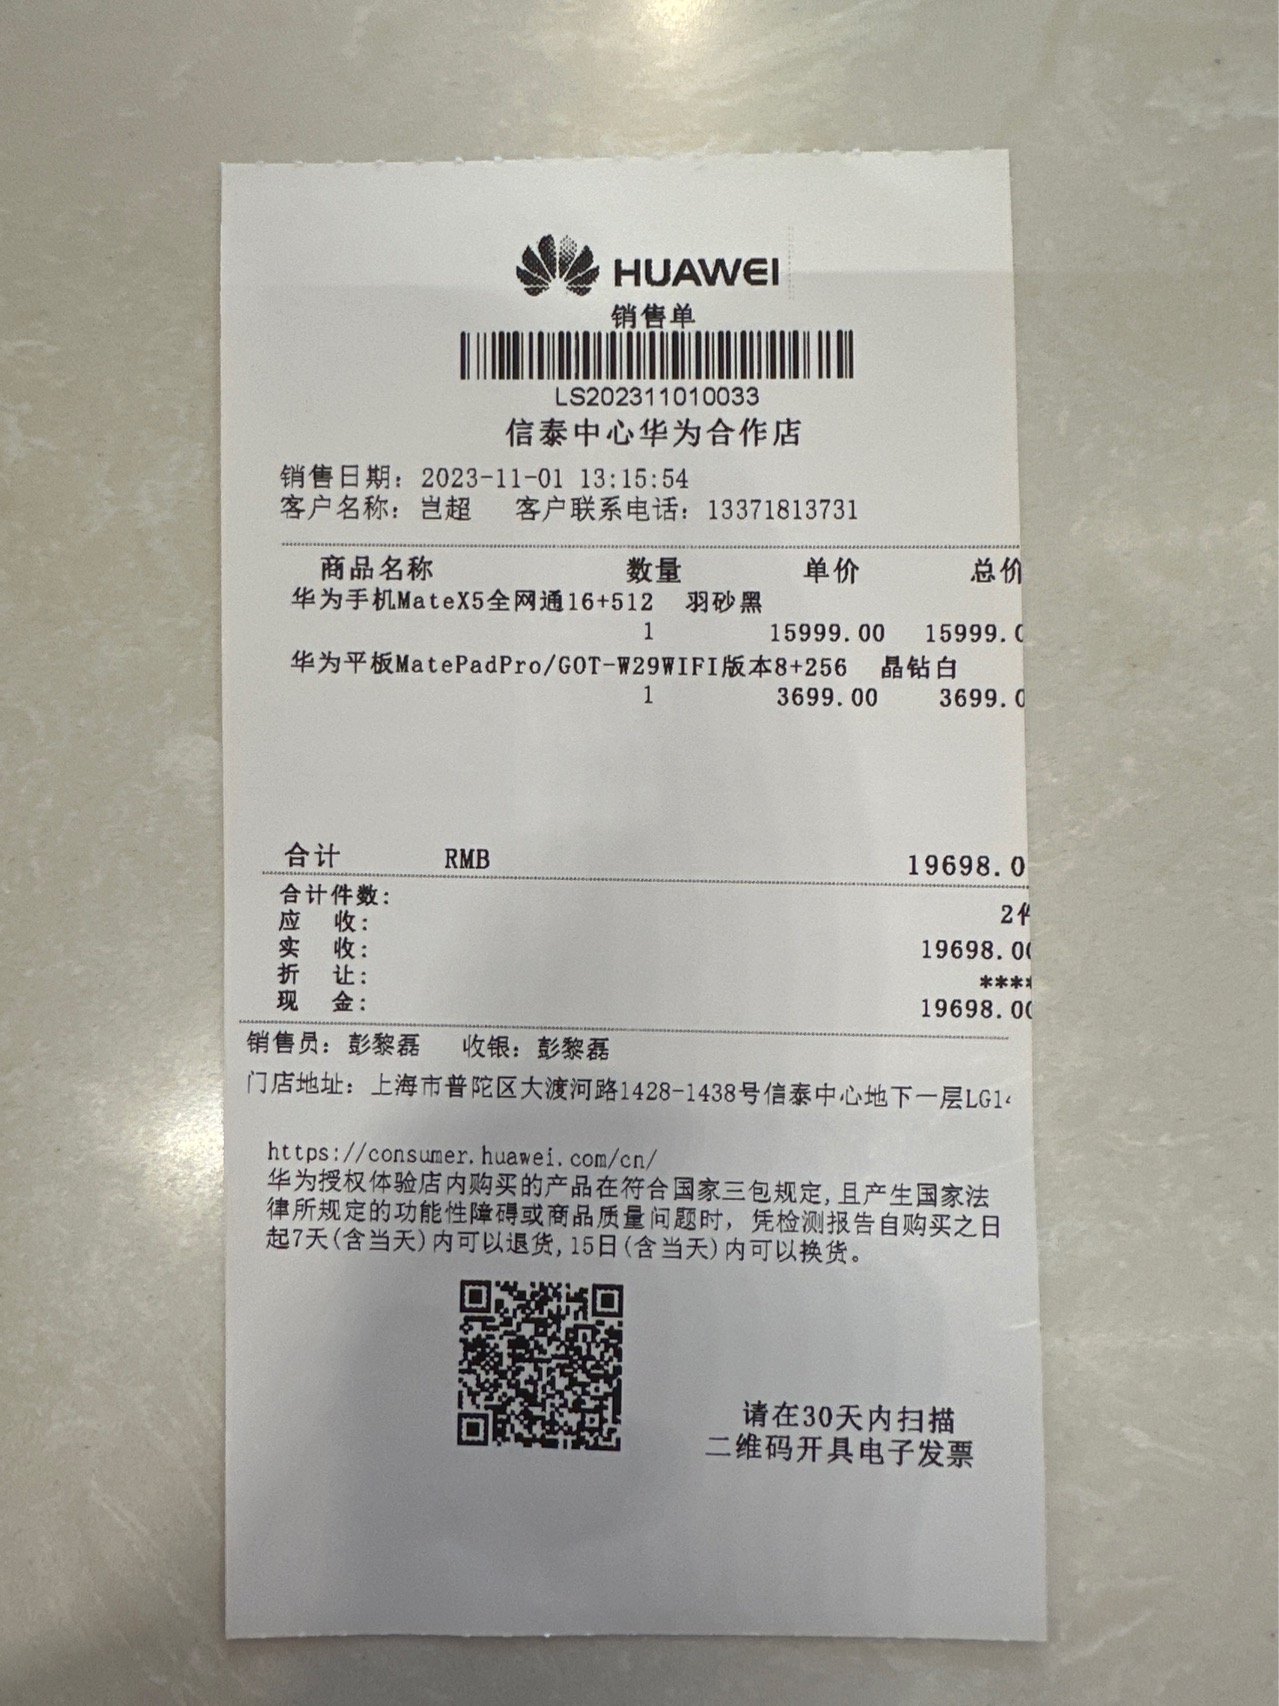 HUAWEI
销售单
LS202311010033
信泰中心华为合作店
销售日期: 2023-11-01 13:15:54
客户名称: 岂超 客户联系电话: 13371813731
商品名称 数量 单价 总价
华为手机MateX5全网通16+512 羽砂黑
1 15999.00 15999.0
华为平板MatePadPro/GOT-W29WIFI版本8+256 晶钻白
1 3699.00 3699.0
合计 RMB 19698.0
合计件数: 2件
应 收: 19698.00
实 收:
折 让: ****
现 金: 19698.00
销售员: 彭黎磊 收银: 彭黎磊
门店地址: 上海市普陀区大渡河路1428-1438号信泰中心地下一层LG14
https://consumer.huawei.com/cn/
华为授权体验店内购买的产品在符合国家三包规定,且产生国家法
律所规定的功能性障碍或商品质量问题时, 凭检测报告自购买之日
起7天(含当天)内可以退货,15日(含当天)内可以换货。
请在30天内扫描
二维码开具电子发票